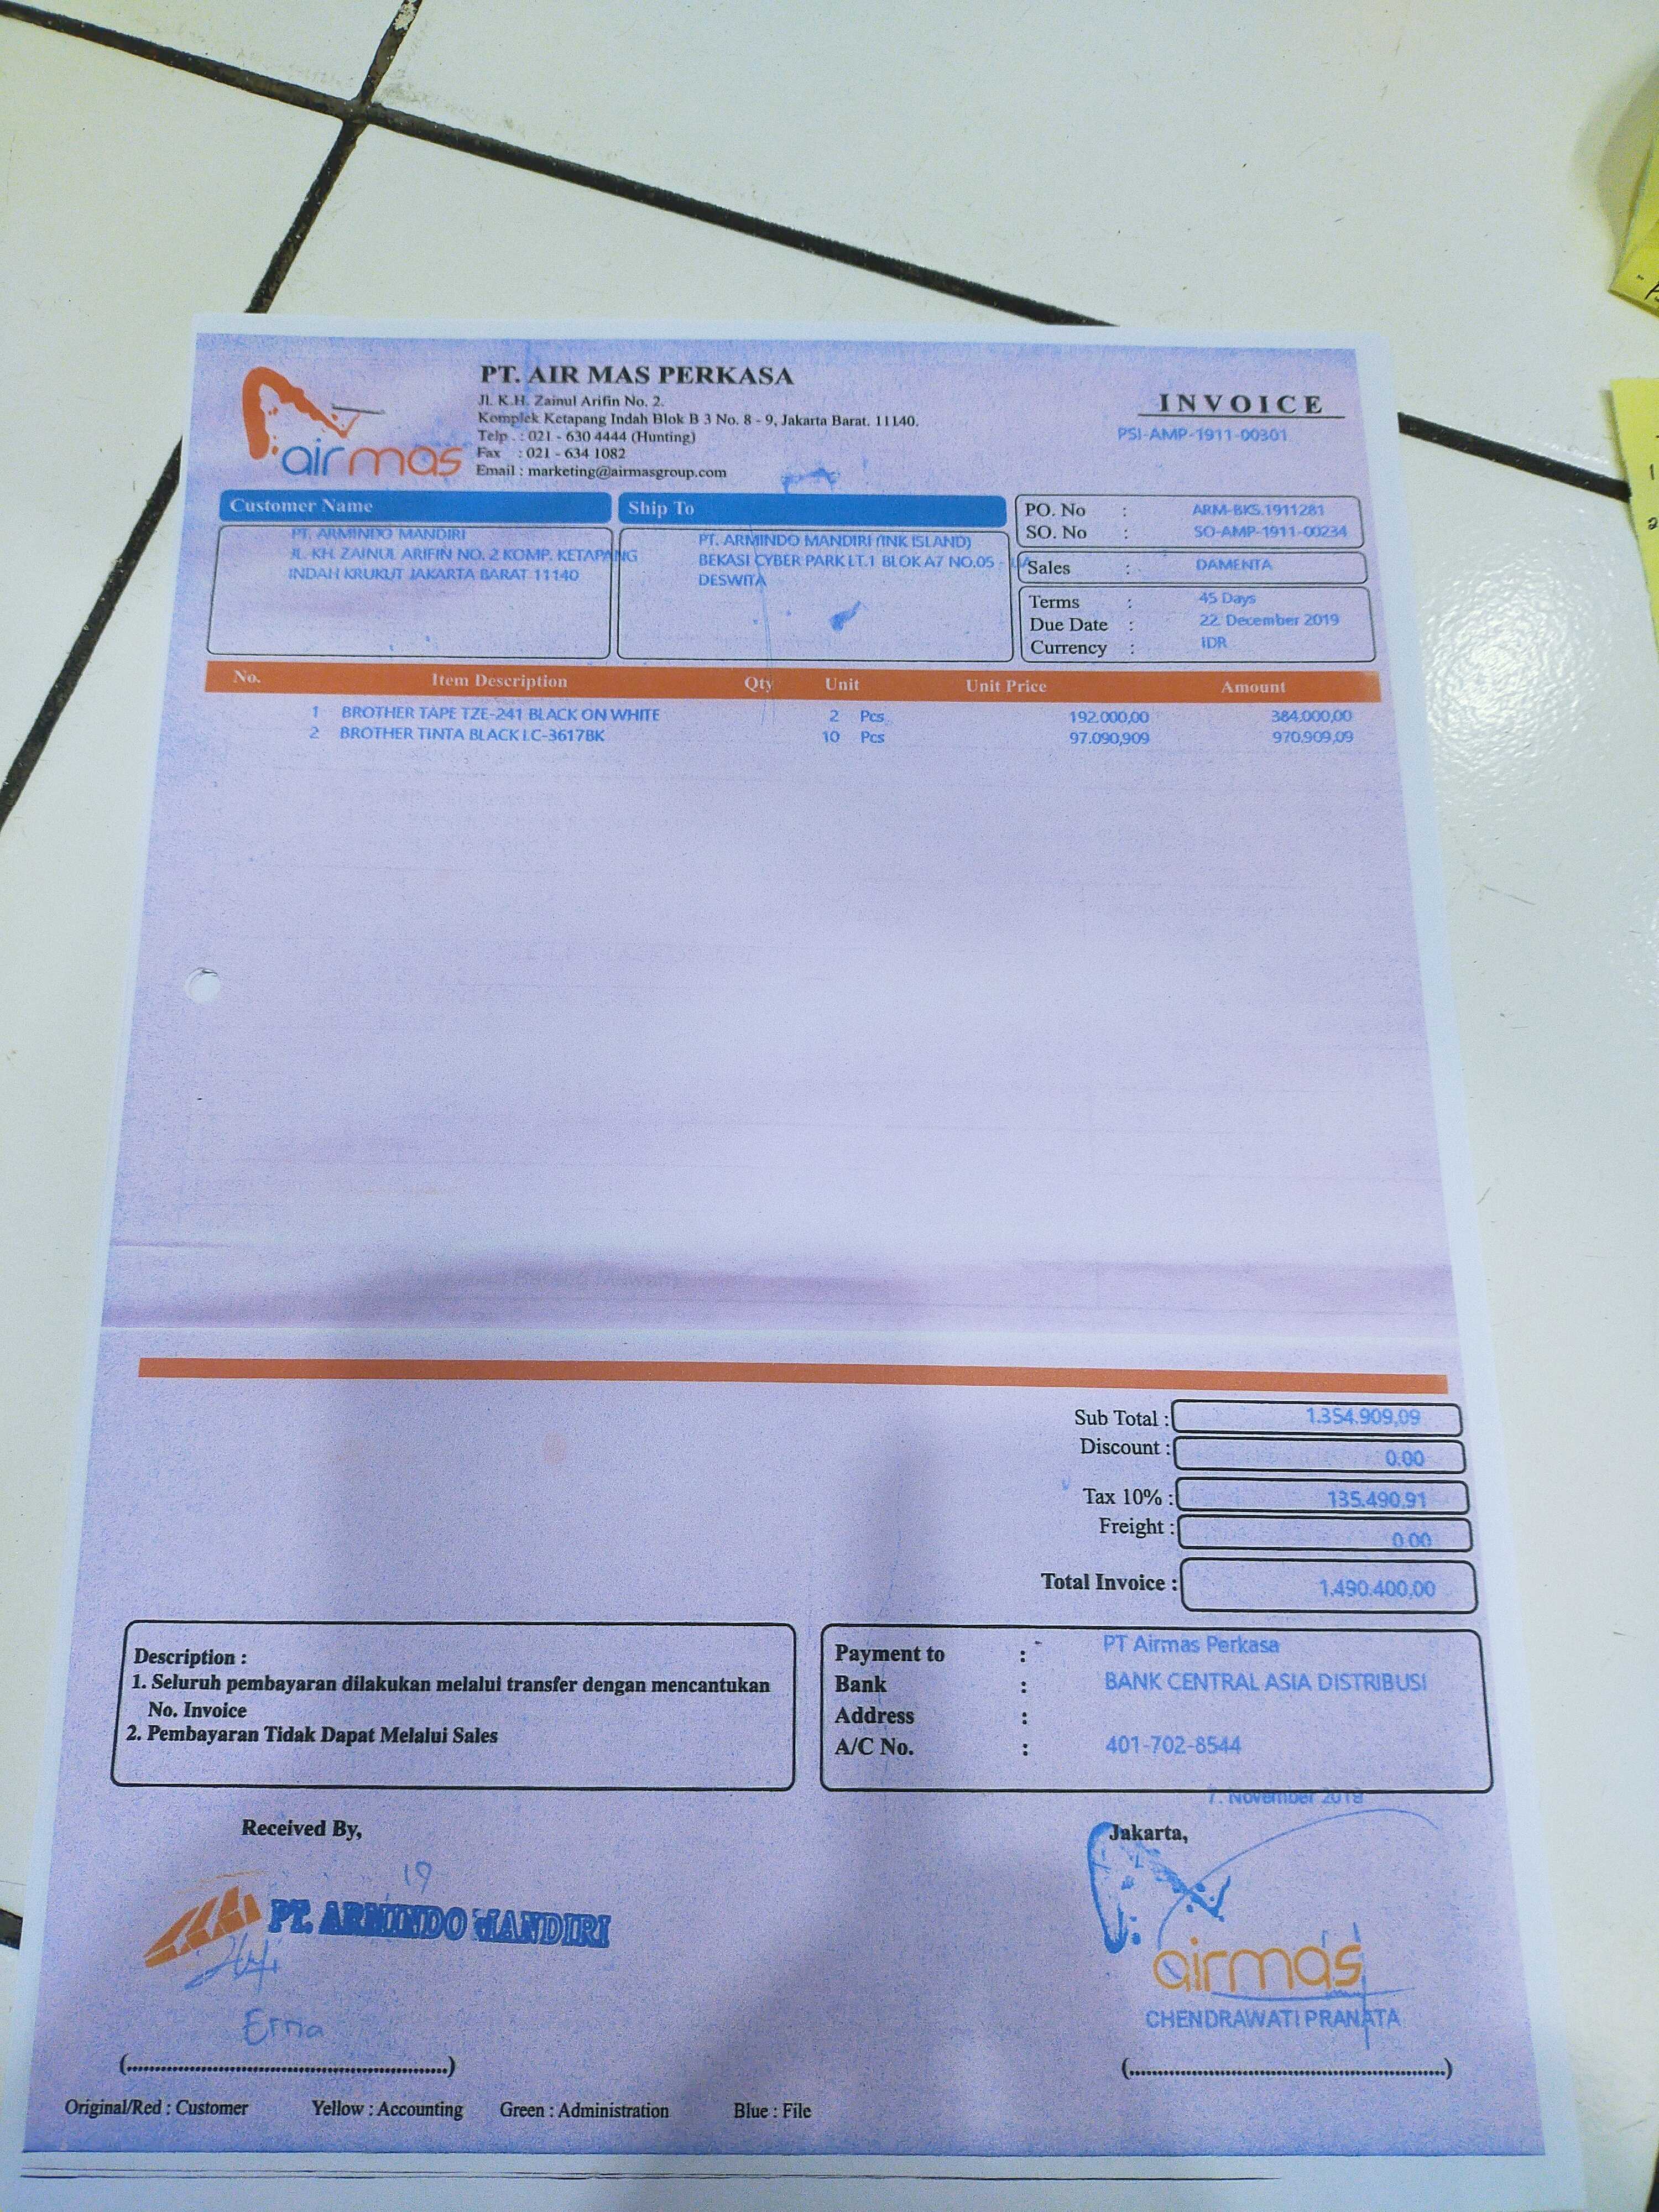 airmas
PT. AIR MAS PERKASA
Jl. K.H. Zainul Arifin No. 2.
Komplek Ketapang Indah Blok B 3 No. 8 - 9, Jakarta Barat. 11140.
Telp . : 021 - 630 4444 (Hunting)
Fax : 021 - 634 1082
Email : marketing@airmasgroup.com
INVOICE
PSI-AMP-1911-00301
Customer Name
PT. ARMINDO MANDIRI
JL. KH. ZAINUL ARIFIN NO. 2 KOMP. KETAPANG
INDAH KRUKUT JAKARTA BARAT 11140
Ship To
PT. ARMINDO MANDIRI (INK ISLAND)
BEKASI CYBER PARK LT.1 BLOK A7 NO.05 -
DESWITA
PO. No : ARM-BKS.1911281
SO. No : SO-AMP-1911-00234
Sales : DAMENTA
Terms : 45 Days
Due Date : 22. December 2019
Currency : IDR
No. Item Description Qty Unit Unit Price Amount
1 BROTHER TAPE TZE-241 BLACK ON WHITE 2 Pcs 192.000,00 384.000,00
2 BROTHER TINTA BLACK LC-3617BK 10 Pcs 97.090,909 970.909,09
Sub Total : 1.354.909,09
Discount : 0.00
Tax 10% : 135.490,91
Freight : 0.00
Total Invoice : 1.490.400,00
Description :
1. Seluruh pembayaran dilakukan melalui transfer dengan mencantukan
No. Invoice
2. Pembayaran Tidak Dapat Melalui Sales
Payment to : PT Airmas Perkasa
Bank : BANK CENTRAL ASIA DISTRIBUSI
Address :
A/C No. : 401-702-8544
7. November 2019
Received By,
Jakarta,
19
PT. ARMINDO MANDIRI
Erna
airmas
CHENDRAWATI PRANATA
(........................................................)
(........................................................)
Original/Red : Customer Yellow : Accounting Green : Administration Blue : File